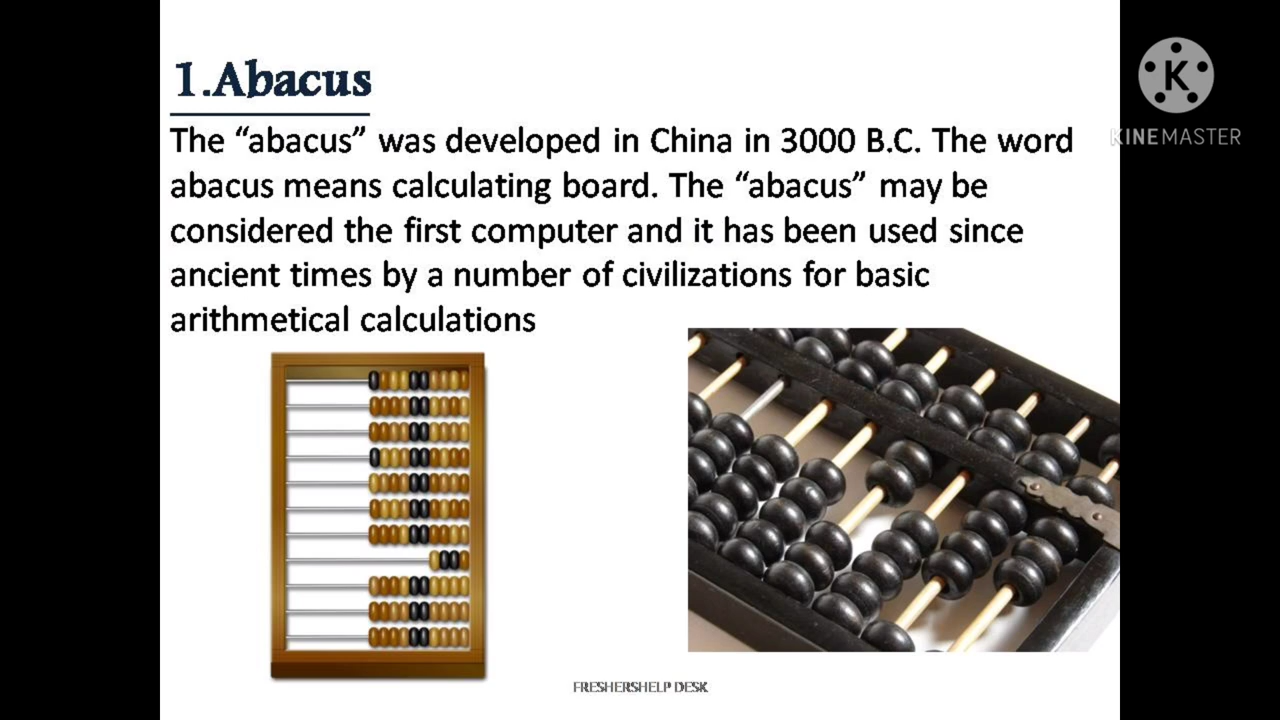 1.Abacus
The “abacus” was developed in China in 3000 B.C. The word
abacus means calculating board. The “abacus” may be
considered the first computer and it has been used since
ancient times by a number of civilizations for basic
arithmetical calculations
K
KINEMASTER
FRESHERSHELP DESK